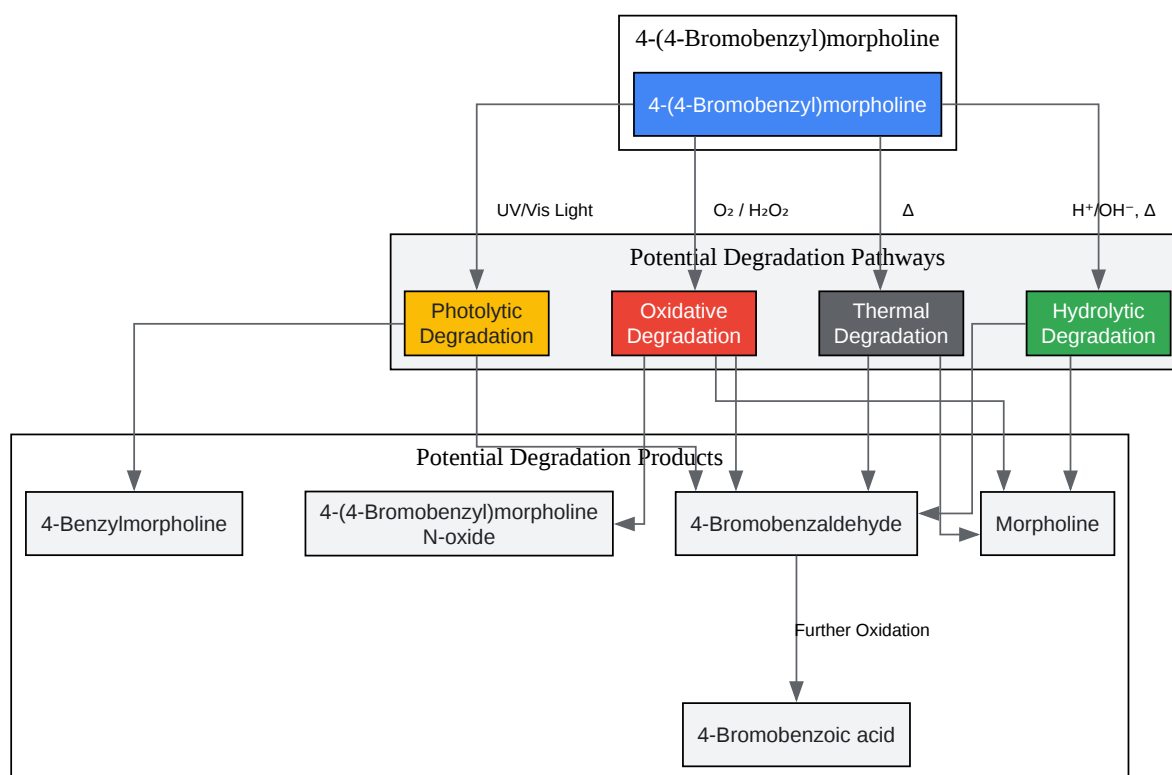 4-(4-Bromobenzyl)morpholine
4-(4-Bromobenzyl)morpholine
UV/Vis Light
O₂ / H₂O₂
Δ
H⁺/OH⁻, Δ
Potential Degradation Pathways
Photolytic
Degradation
Oxidative
Degradation
Thermal
Degradation
Hydrolytic
Degradation
Potential Degradation Products
4-Benzylmorpholine
4-(4-Bromobenzyl)morpholine
N-oxide
4-Bromobenzaldehyde
Morpholine
Further Oxidation
4-Bromobenzoic acid